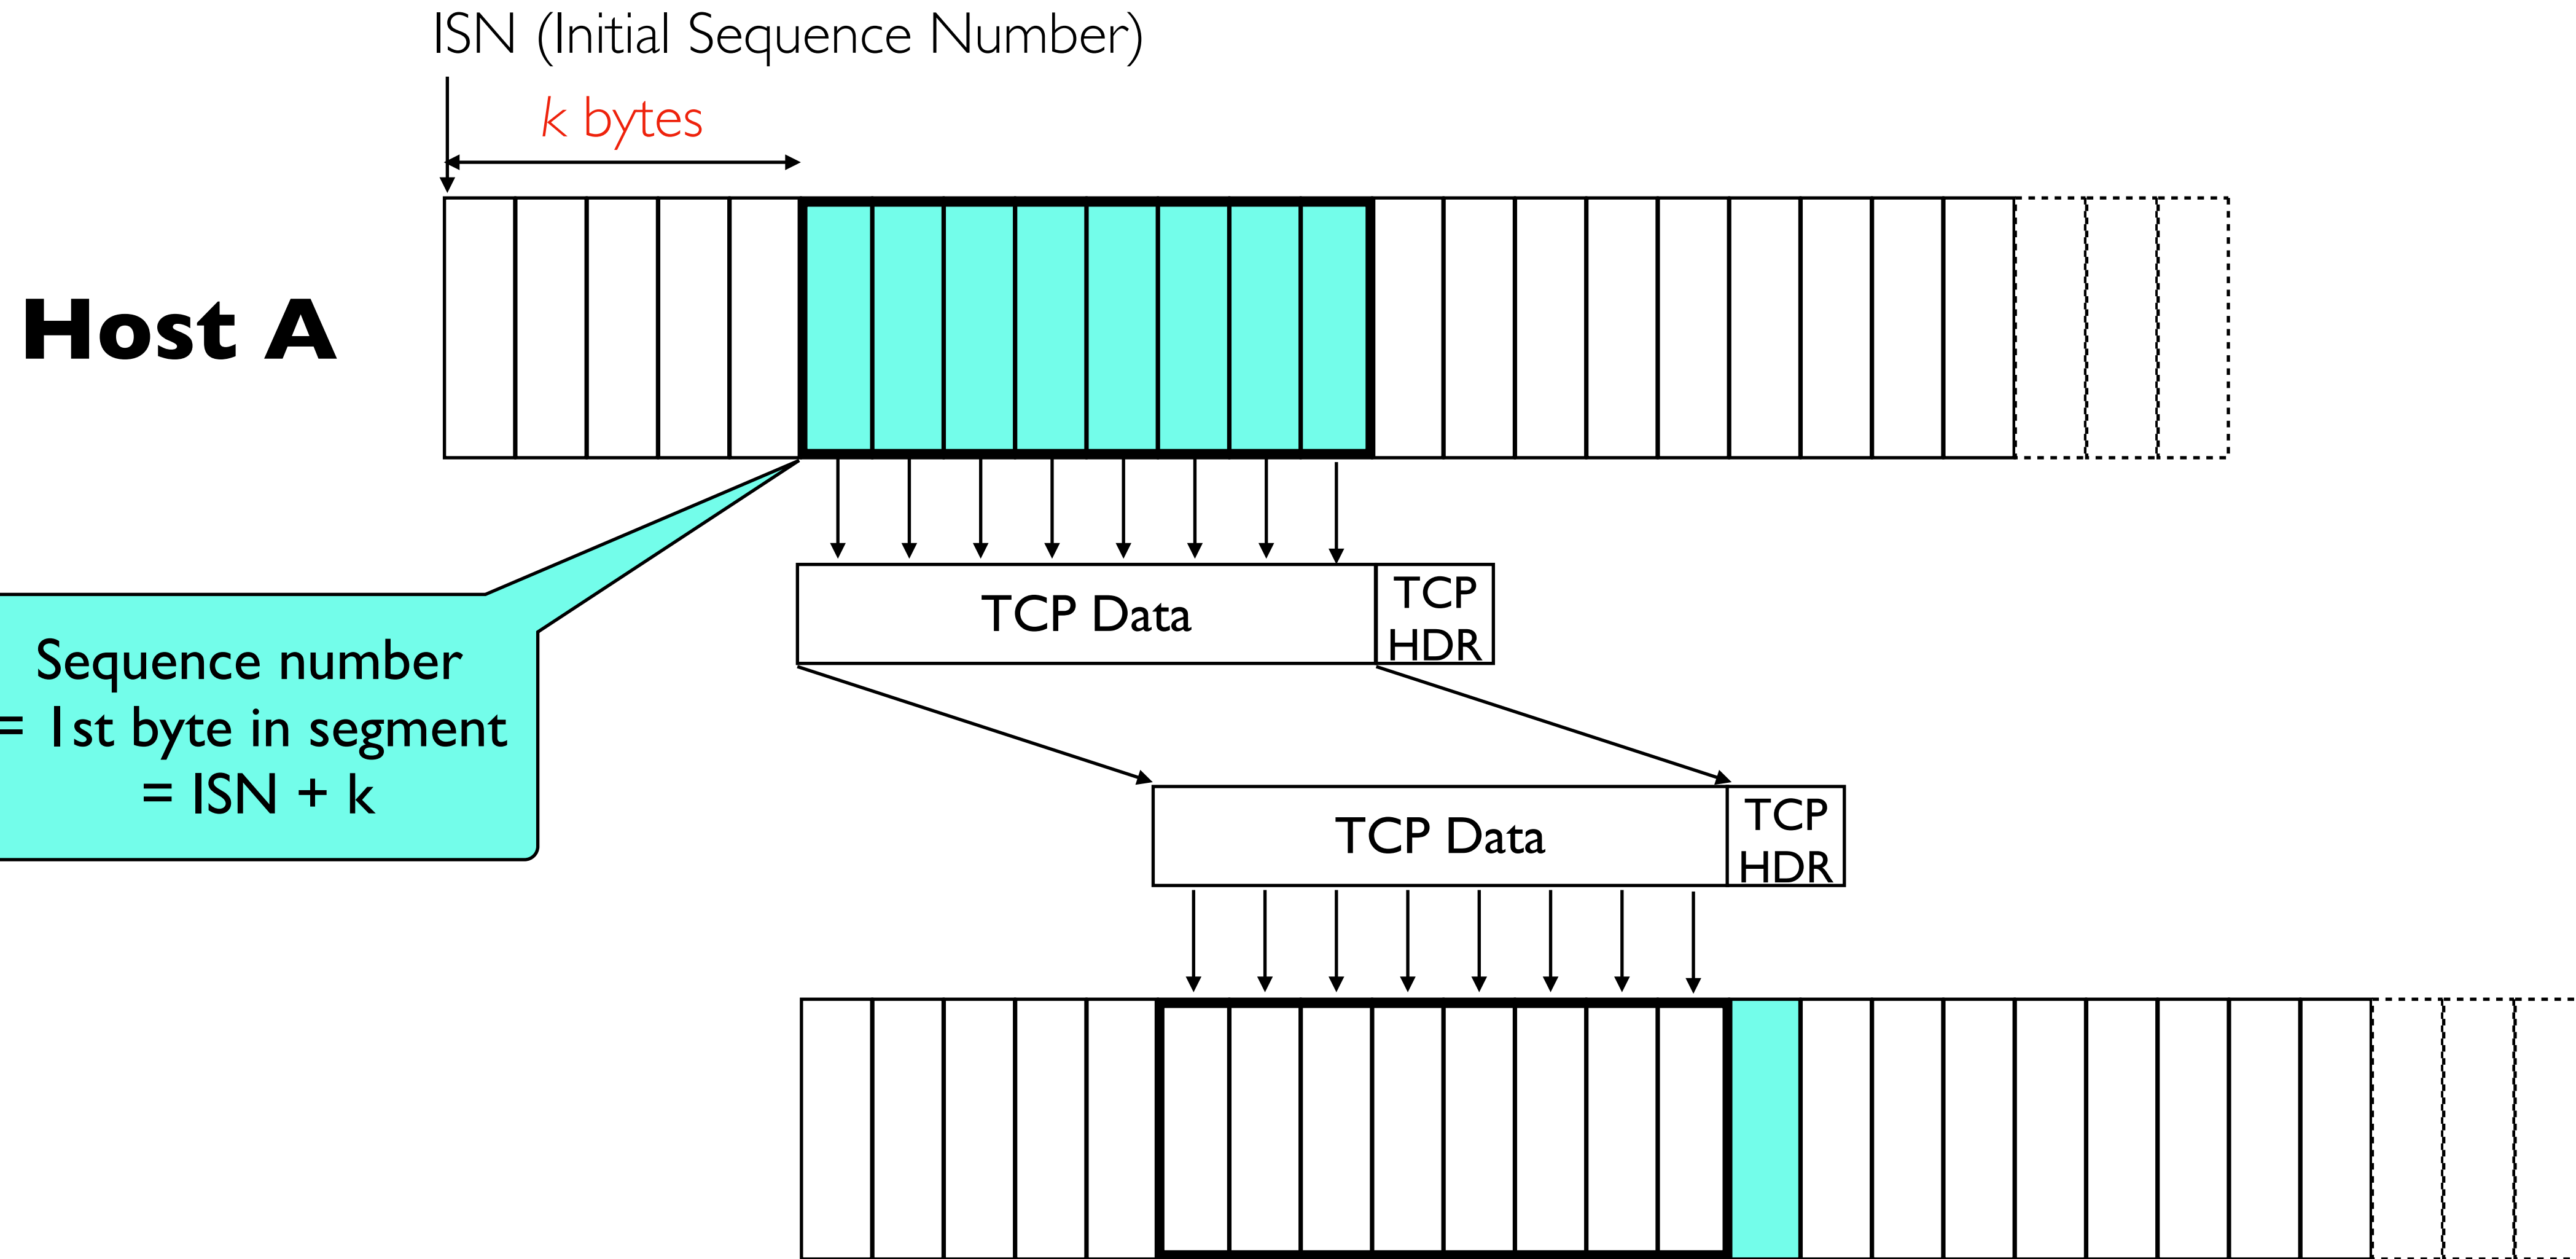 ISN (Initial Sequence Number)
k bytes
Host A
TCP Data
TCP
HDR
Sequence number
= 1st byte in segment
= ISN + k
TCP Data
TCP
HDR